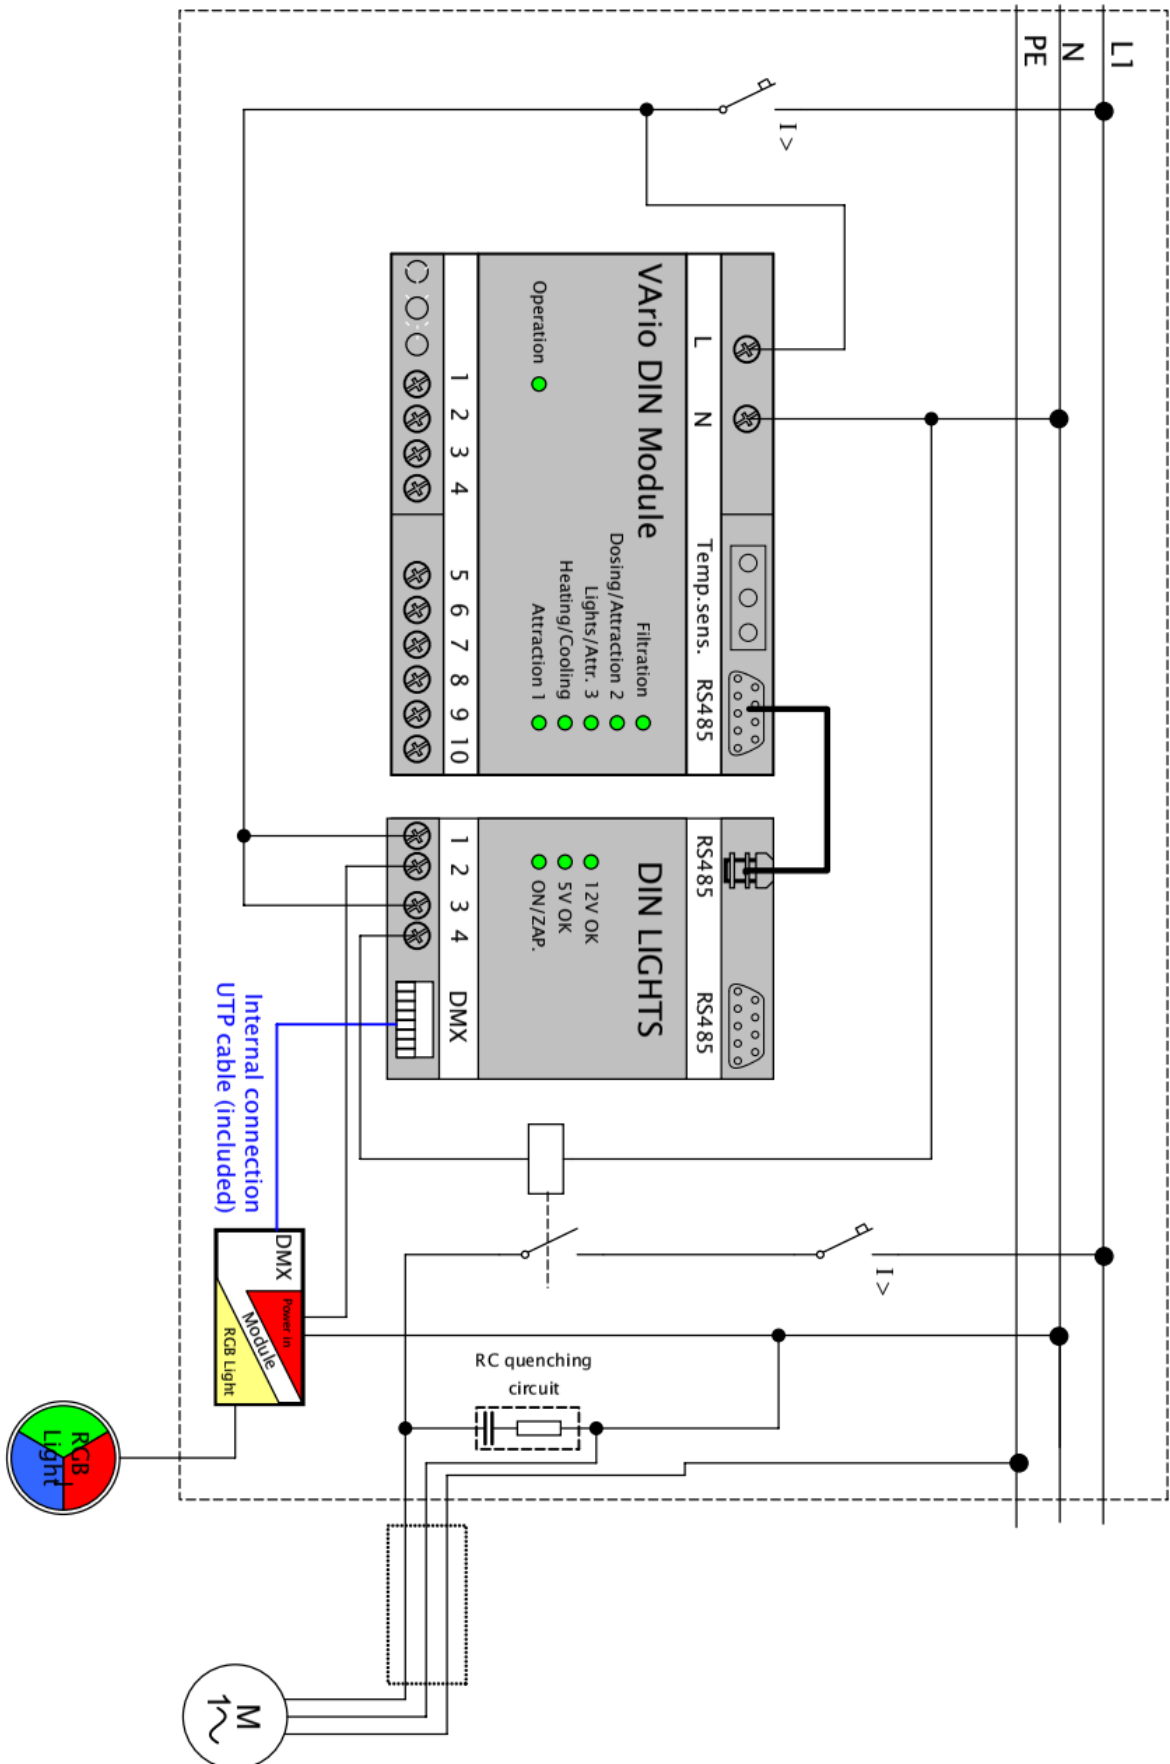 L1
N
PE
I >
VArio DIN Module
L
N
Temp.sens.
RS485
Operation
Filtration
Dosing/Attraction 2
Lights/Attr. 3
Heating/Cooling
Attraction 1
1
2
3
4
5
6
7
8
9
10
DIN LIGHTS
RS485
RS485
12V OK
5V OK
ON/ZAP.
1
2
3
4
DMX
Internal connection
UTP cable (included)
I >
DMX
Power in
Module
RGB Light
RC quenching
circuit
RGB
Light
M
1